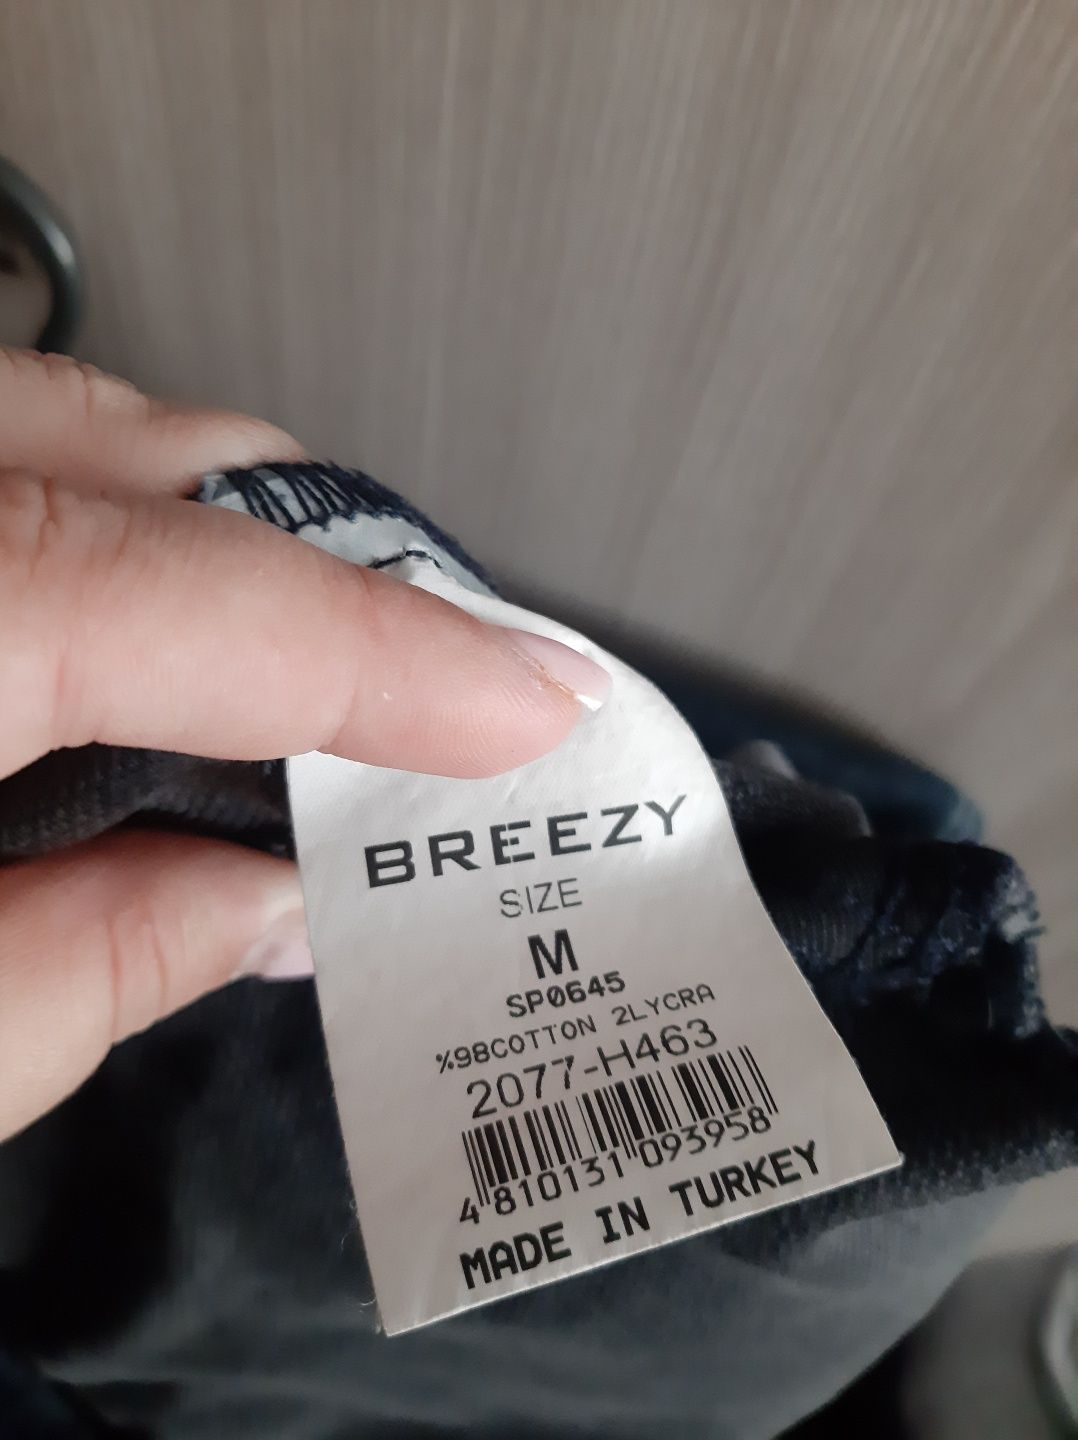 BREEZY
SIZE
M
SP0645
%98COTTON 2LYCRA
2077-H463
4 810131 093958
MADE IN TURKEY